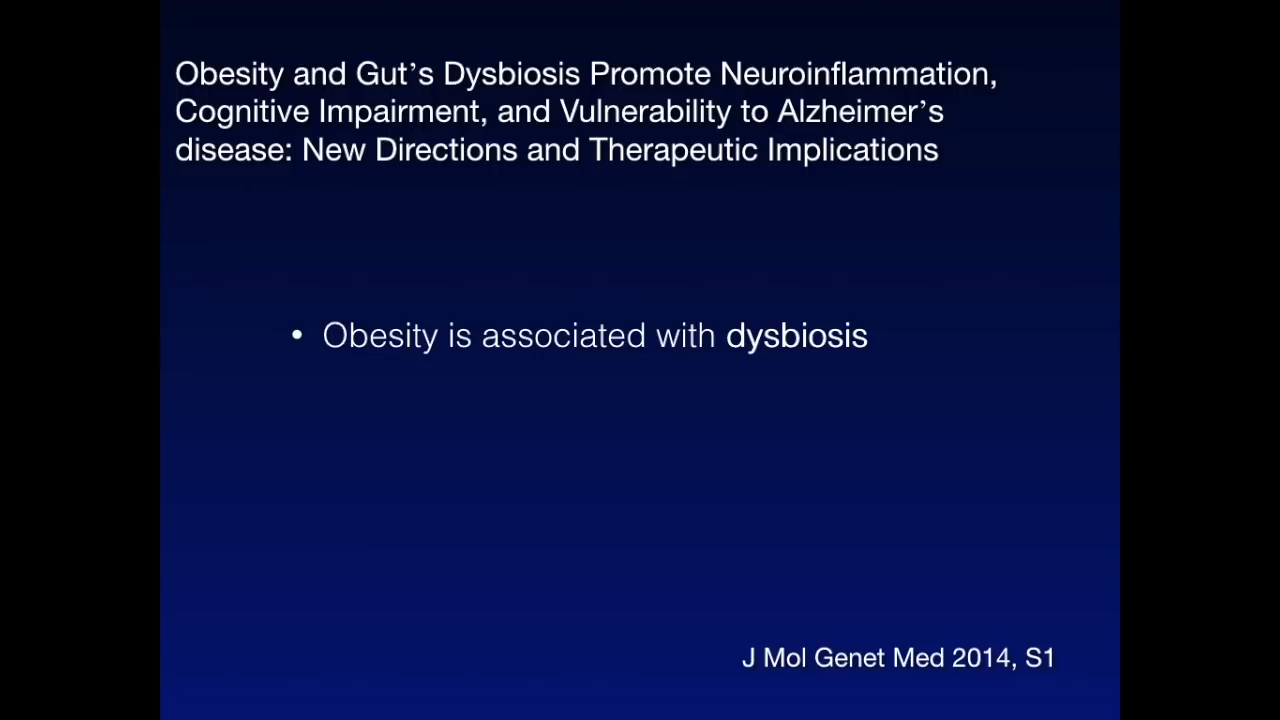 Obesity and Gut’s Dysbiosis Promote Neuroinflammation,
Cognitive Impairment, and Vulnerability to Alzheimer’s
disease: New Directions and Therapeutic Implications
• Obesity is associated with dysbiosis
J Mol Genet Med 2014, S1